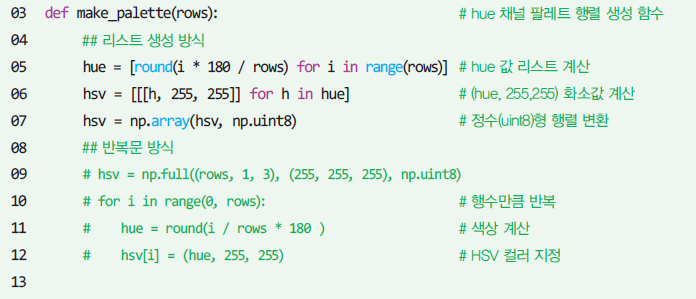 03 def make_palette(rows): # hue 채널 팔레트 행렬 생성 함수
04 ## 리스트 생성 방식
05 hue = [round(i * 180 / rows) for i in range(rows)] # hue 값 리스트 계산
06 hsv = [[[h, 255, 255]] for h in hue] # (hue, 255,255) 화소값 계산
07 hsv = np.array(hsv, np.uint8) # 정수(uint8)형 행렬 변환
08 ## 반복문 방식
09 # hsv = np.full((rows, 1, 3), (255, 255, 255), np.uint8)
10 # for i in range(0, rows): # 행수만큼 반복
11 # hue = round(i / rows * 180 ) # 색상 계산
12 # hsv[i] = (hue, 255, 255) # HSV 컬러 지정
13